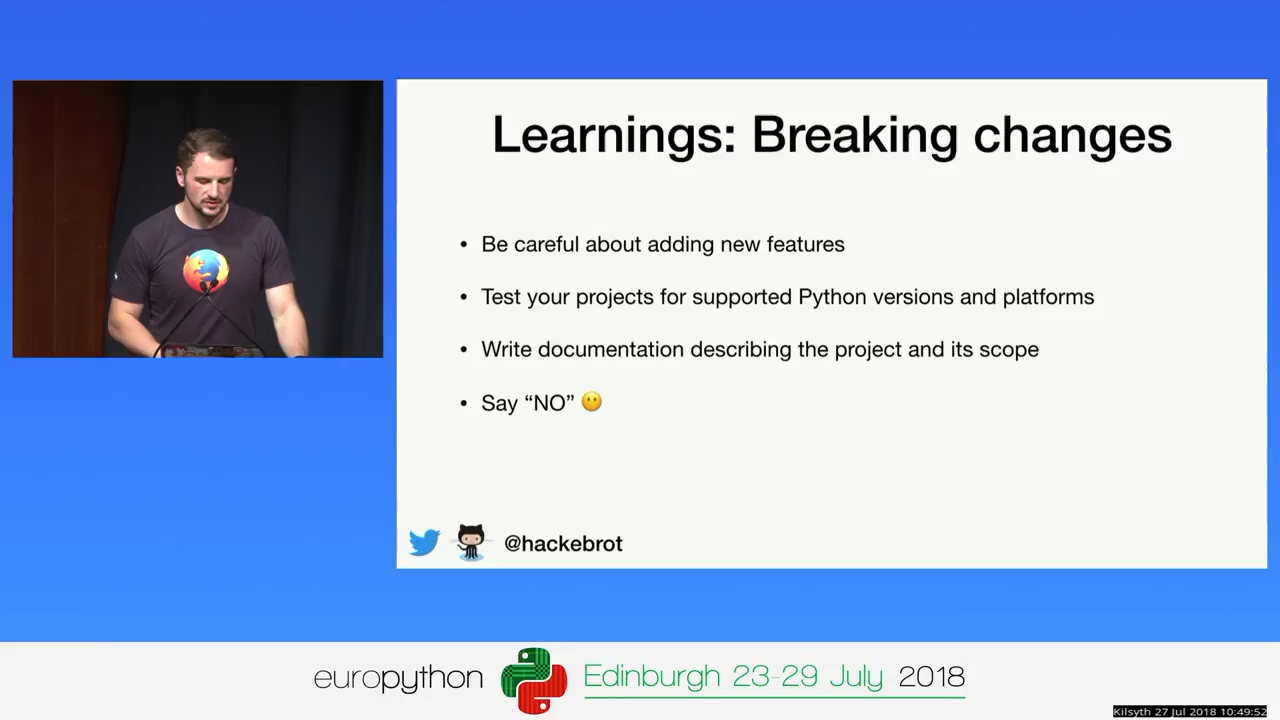 Learnings: Breaking changes
• Be careful about adding new features
• Test your projects for supported Python versions and platforms
• Write documentation describing the project and its scope
• Say “NO” 😶
@hackebrot
europython Edinburgh 23-29 July 2018
Kilsyth 27 Jul 2018 10:49:52